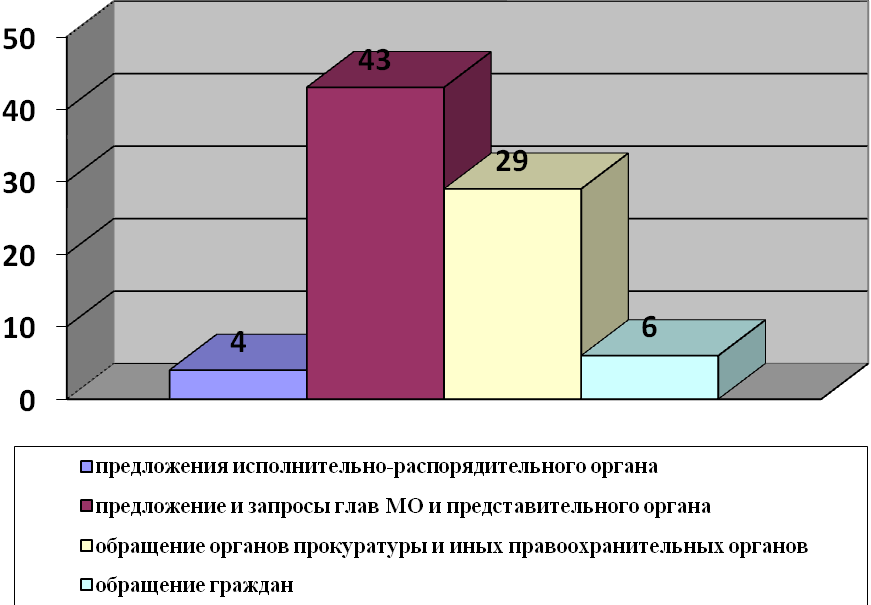 50
43
40
30
29
20
10
4
6
0
предложения исполнительно-распорядительного органа
предложение и запросы глав МО и представительного органа
обращение органов прокуратуры и иных правоохранительных органов
обращение граждан